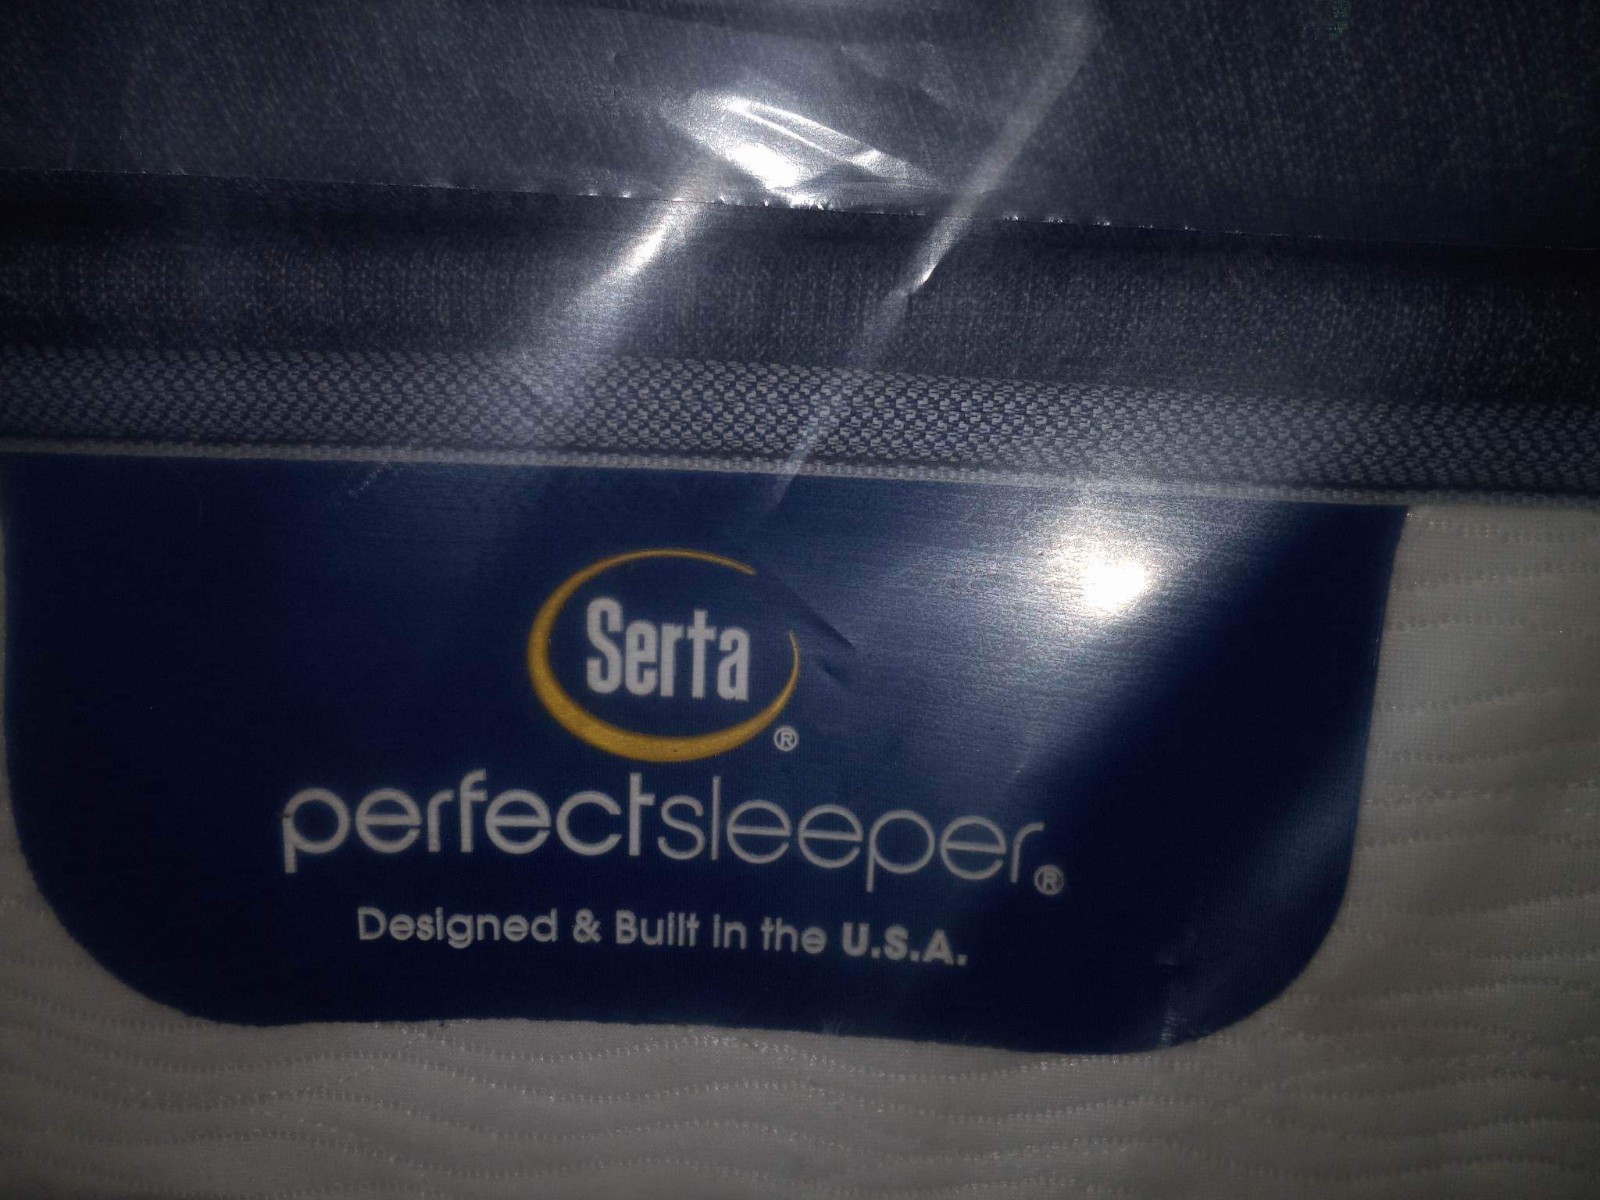 Serta®
perfectsleeper®
Designed & Built in the U.S.A.